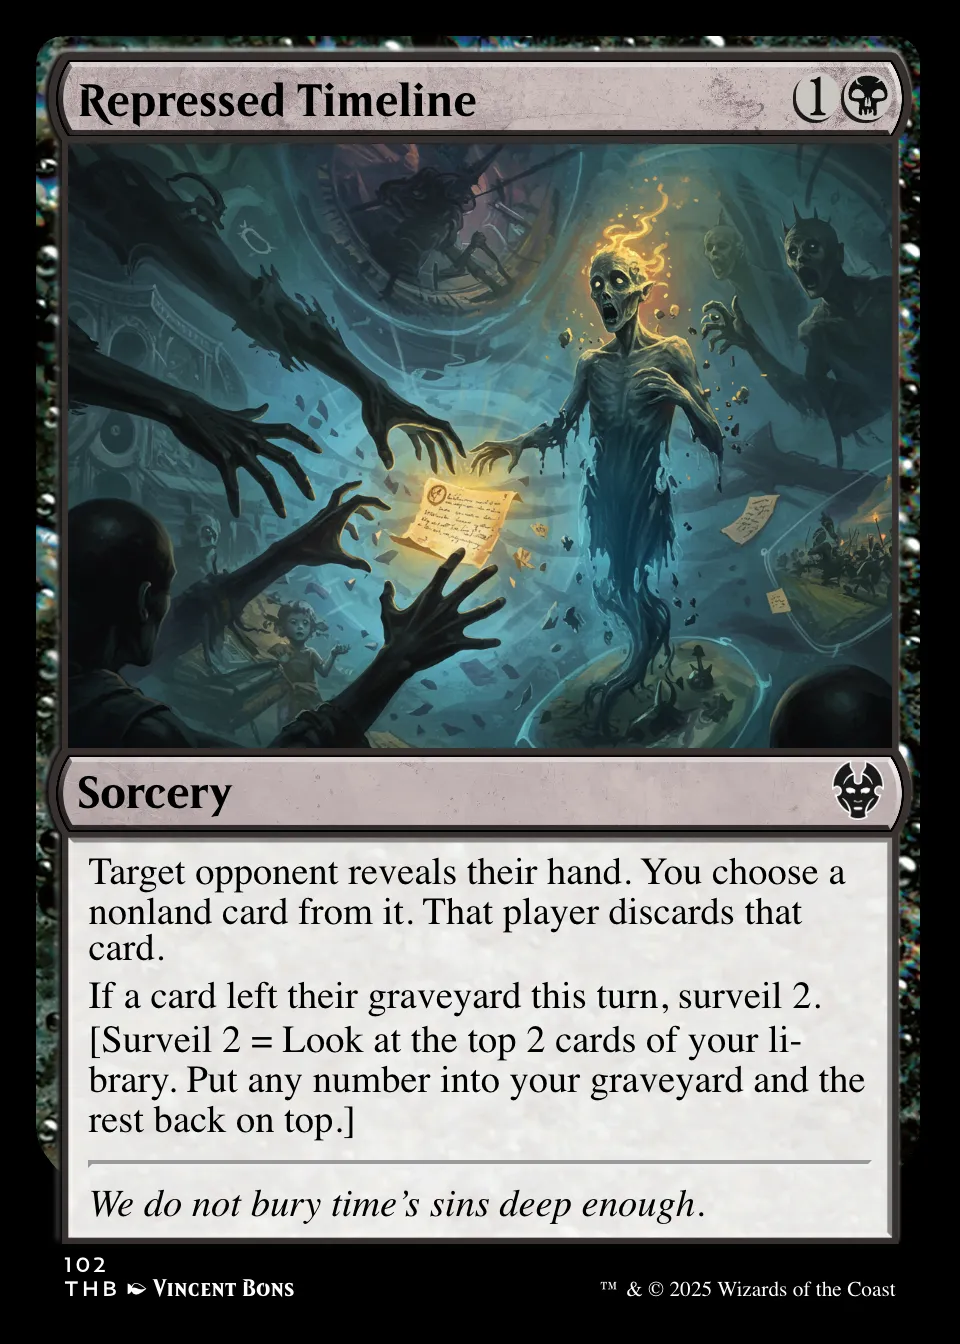 Repressed Timeline 1
Sorcery
Target opponent reveals their hand. You choose a
nonland card from it. That player discards that
card.
If a card left their graveyard this turn, surveil 2.
[Surveil 2 = Look at the top 2 cards of your li-
brary. Put any number into your graveyard and the
rest back on top.]
We do not bury time’s sins deep enough.
102
THB VINCENT BONS
™ & © 2025 Wizards of the Coast